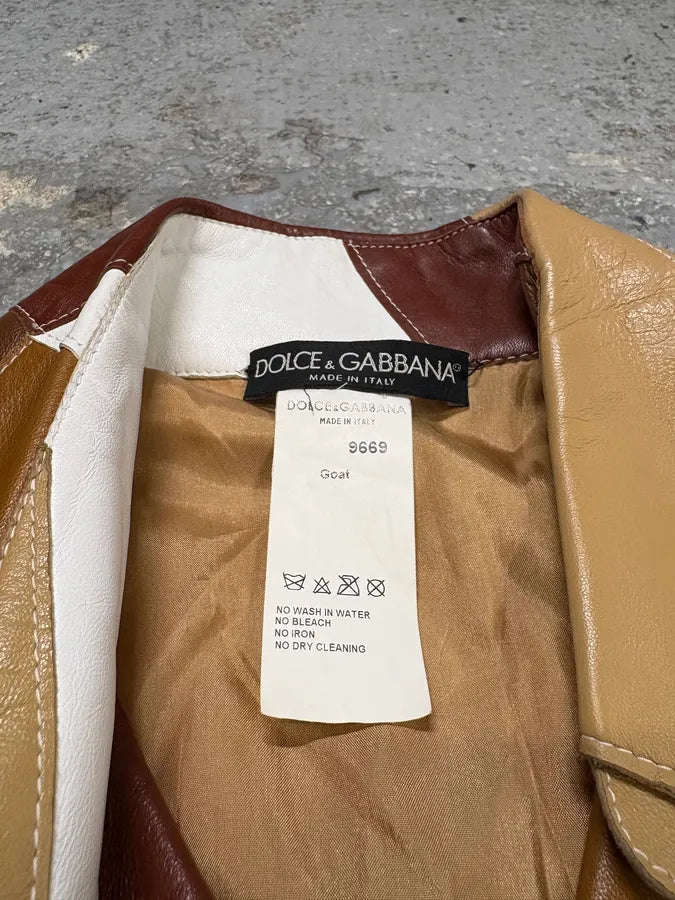 DOLCE & GABBANA
MADE IN ITALY
DOLCE&GABBANA
MADE IN ITALY
9669
Goat
NO WASH IN WATER
NO BLEACH
NO IRON
NO DRY CLEANING